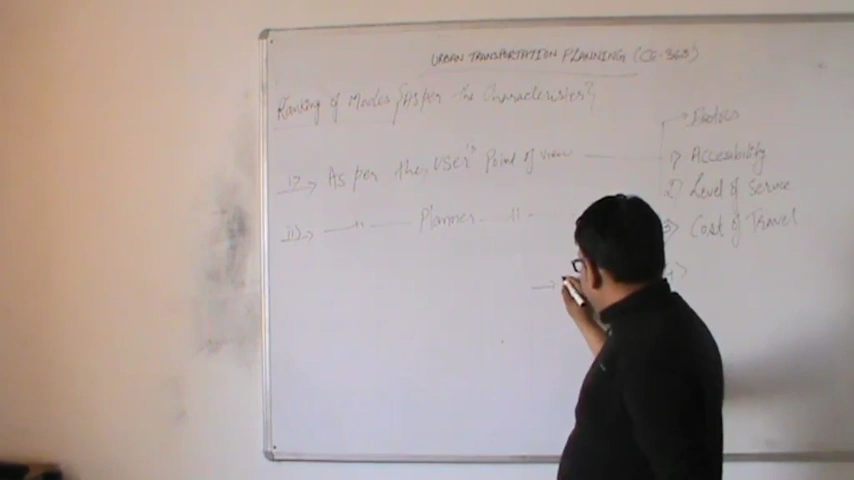 URBAN TRANSPORTATION PLANNING (CE-363)
Ranking of Modes {As per the Characteristics}
I) As per the User's Point of view
Factors
1) Accessibility
2) Level of Service
3) Cost of Travel
4)
II) —— " —— Planner —— " —